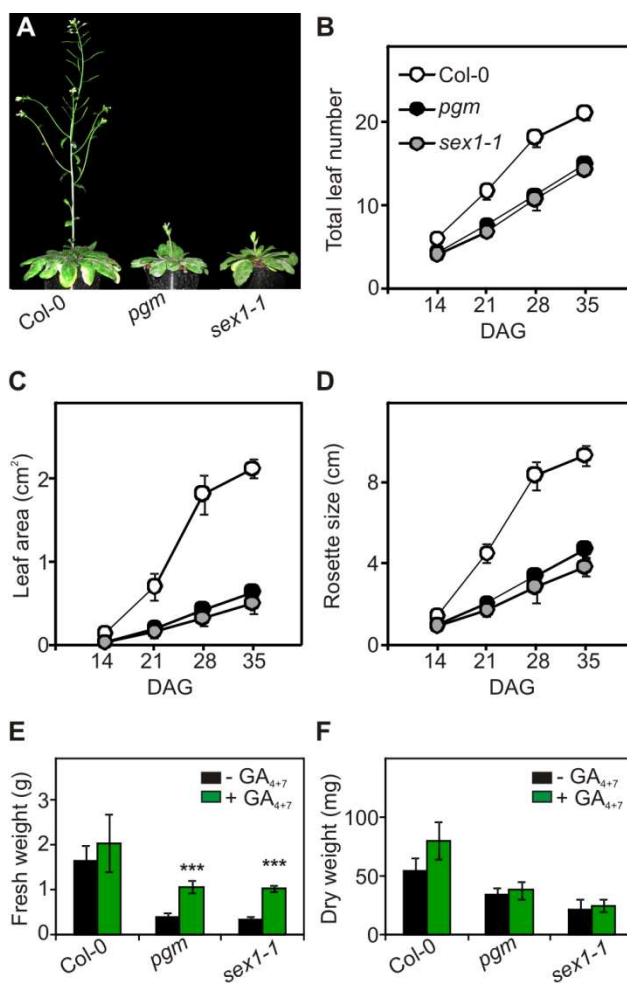 A
Col-0
pgm
sex1-1
B
Total leaf number
20
10
0
Col-0
pgm
sex1-1
14 21 28 35
DAG
C
Leaf area (cm²)
2
1
0
14 21 28 35
DAG
D
Rosette size (cm)
8
4
0
14 21 28 35
DAG
E
Fresh weight (g)
3
2
1
0
- GA₄₊₇
+ GA₄₊₇
*** ***
Col-0
pgm
sex1-1
F
Dry weight (mg)
100
50
0
- GA₄₊₇
+ GA₄₊₇
Col-0
pgm
sex1-1